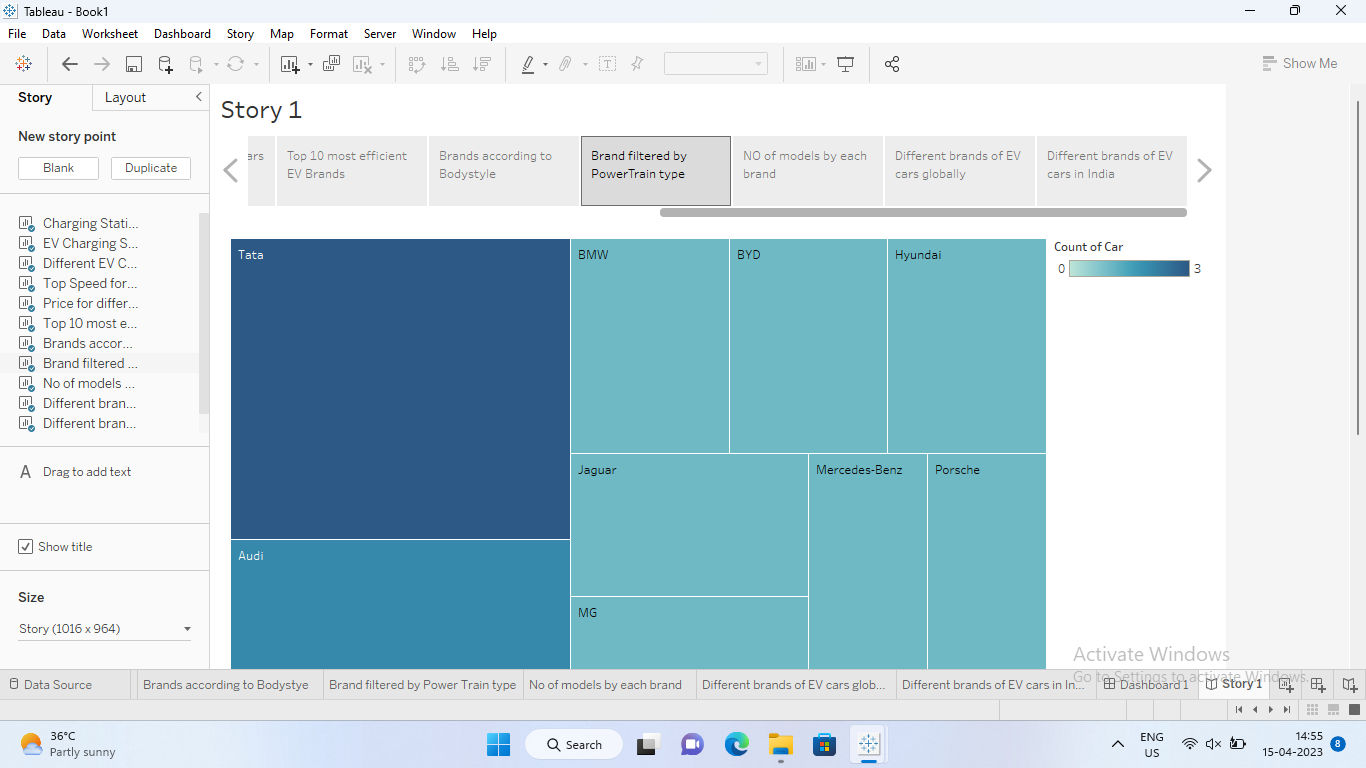 Tableau - Book1
File Data Worksheet Dashboard Story Map Format Server Window Help
Show Me
Story Layout
New story point
Blank Duplicate
Charging Stati...
EV Charging S...
Different EV C...
Top Speed for...
Price for differ...
Top 10 most e...
Brands accor...
Brand filtered ...
No of models ...
Different bran...
Different bran...
A Drag to add text
Show title
Size
Story (1016 x 964)
Story 1
ars
Top 10 most efficient
EV Brands
Brands according to
Bodystyle
Brand filtered by
PowerTrain type
NO of models by each
brand
Different brands of EV
cars globally
Different brands of EV
cars in India
Tata
BMW
BYD
Hyundai
Count of Car
0 3
Jaguar
Mercedes-Benz
Porsche
Audi
MG
Activate Windows
Go to Settings to activate Windows.
Data Source Brands according to Bodystye Brand filtered by Power Train type No of models by each brand Different brands of EV cars glob... Different brands of EV cars in In... Dashboard 1 Story 1
36°C
Partly sunny
Search
ENG
US
14:55
15-04-2023
8